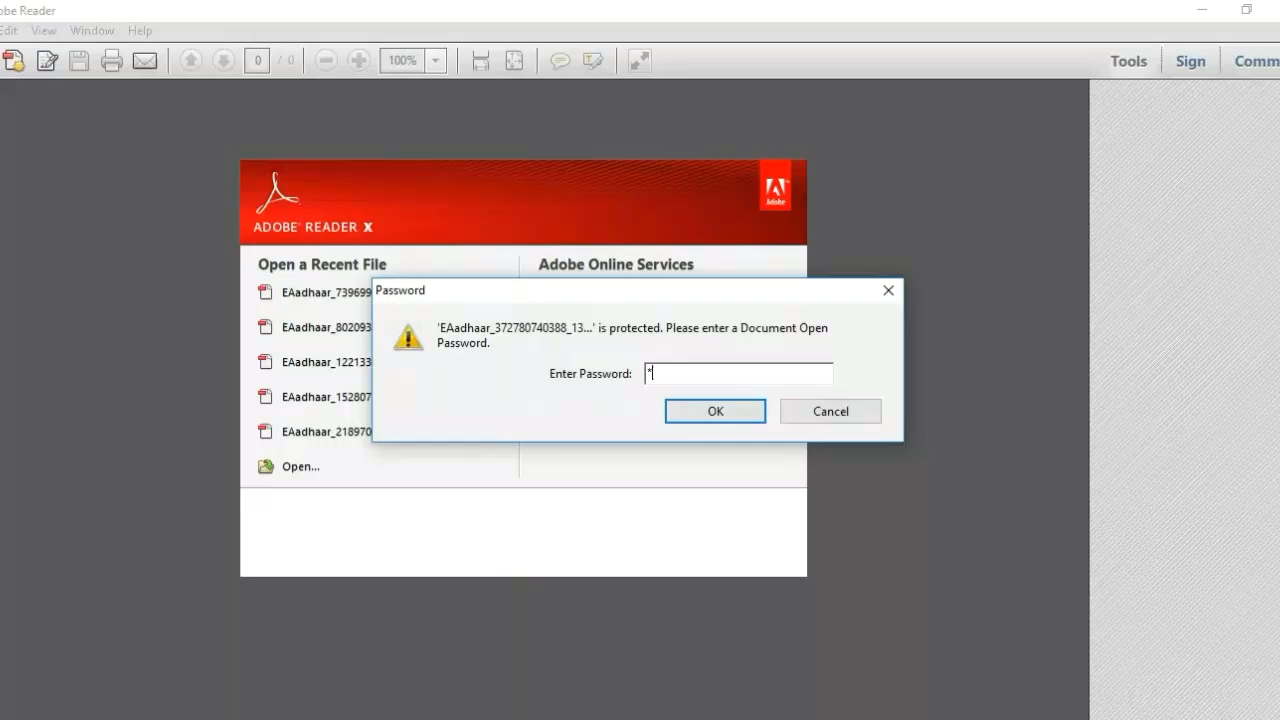 obe Reader
Edit View Window Help
0 / 0 100% Tools Sign Comm
Adobe
ADOBE® READER X
Open a Recent File Adobe Online Services
EAadhaar_739699
EAadhaar_802093
EAadhaar_122133
EAadhaar_152807
EAadhaar_218970
Open...
Password
'EAadhaar_372780740388_13...' is protected. Please enter a Document Open
Password.
Enter Password: *
OK Cancel